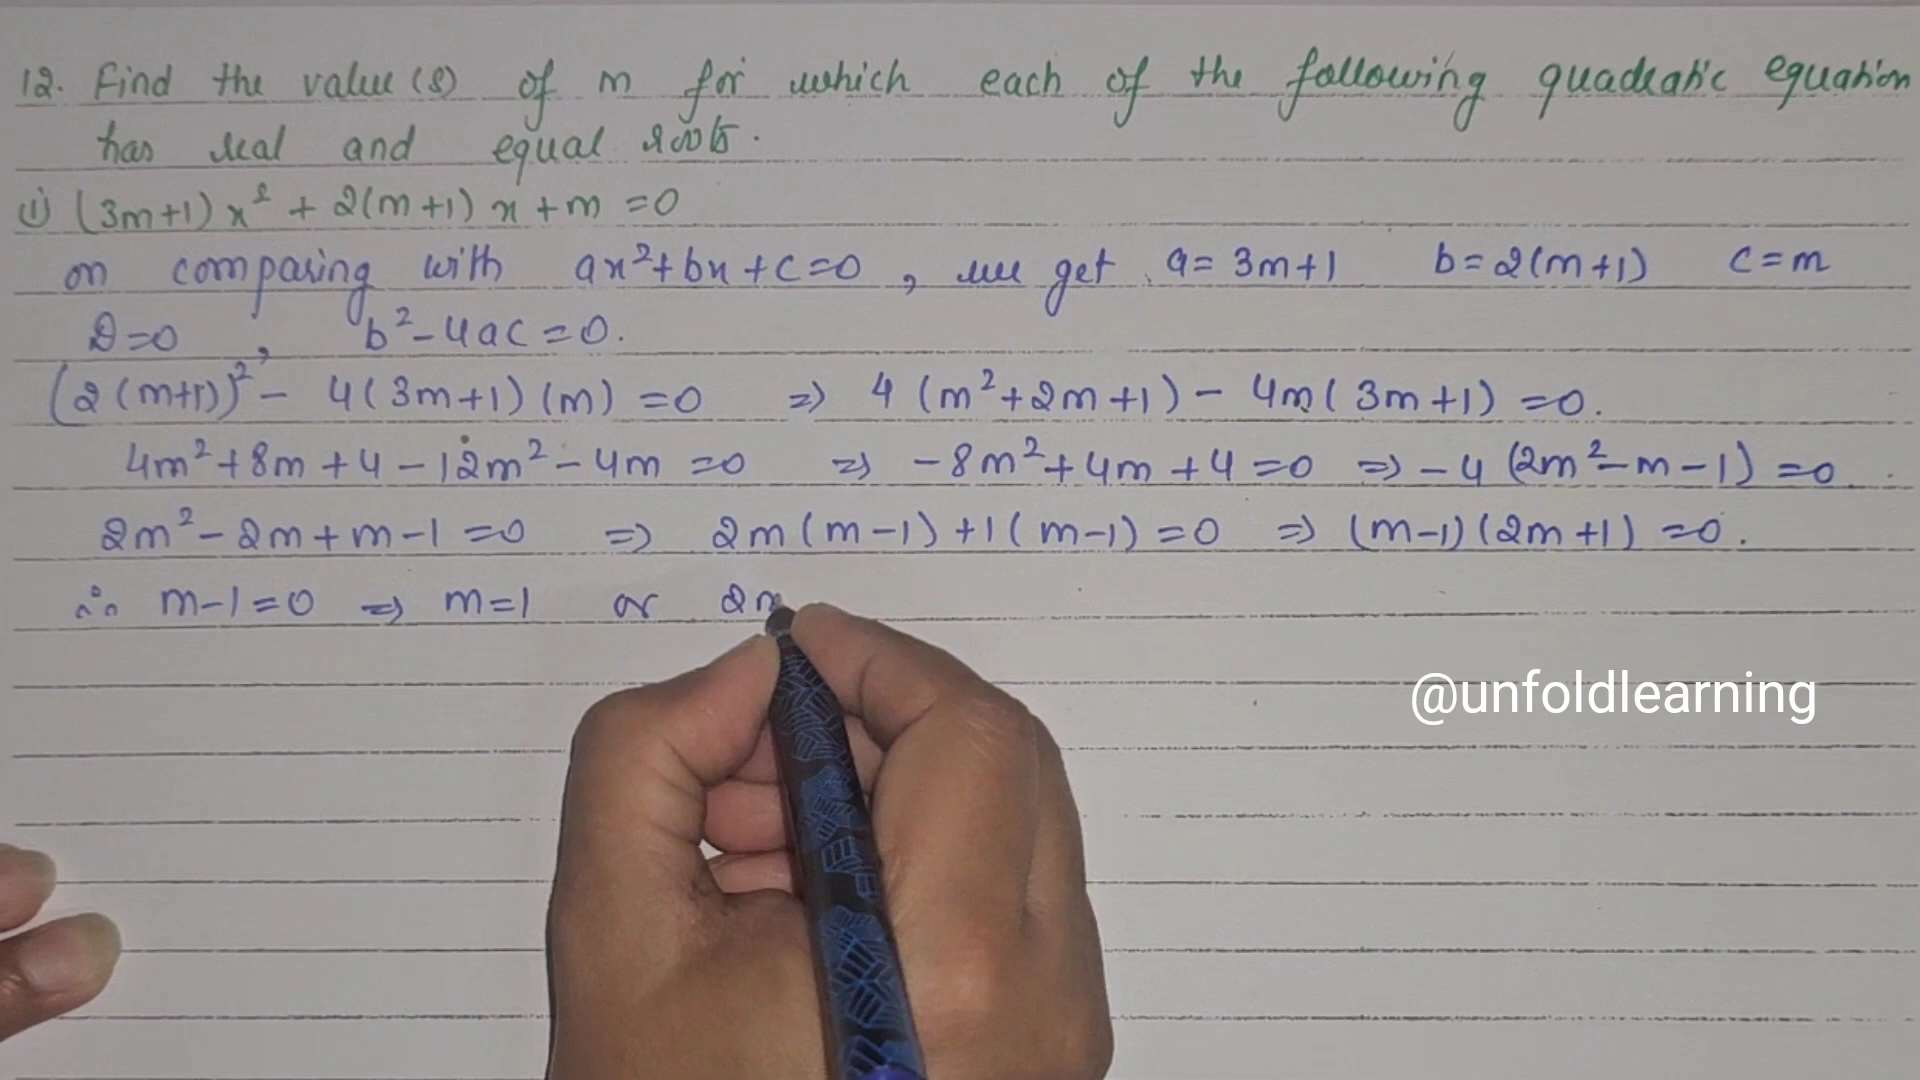 12. Find the value(s) of m for which each of the following quadratic equation
has real and equal roots.
(i) (3m+1)x² + 2(m+1)x + m = 0
on comparing with ax²+bx+c=0, we get a= 3m+1 b=2(m+1) c=m
D=0, b²-4ac=0.
(2(m+1))² - 4(3m+1)(m) =0 => 4(m²+2m+1) - 4m(3m+1) =0.
4m²+8m+4-12m²-4m =0 => -8m²+4m+4=0 => -4(2m²-m-1)=0
2m²-2m+m-1=0 => 2m(m-1)+1(m-1)=0 => (m-1)(2m+1)=0.
∴ m-1=0 => m=1 or 2m
@unfoldlearning